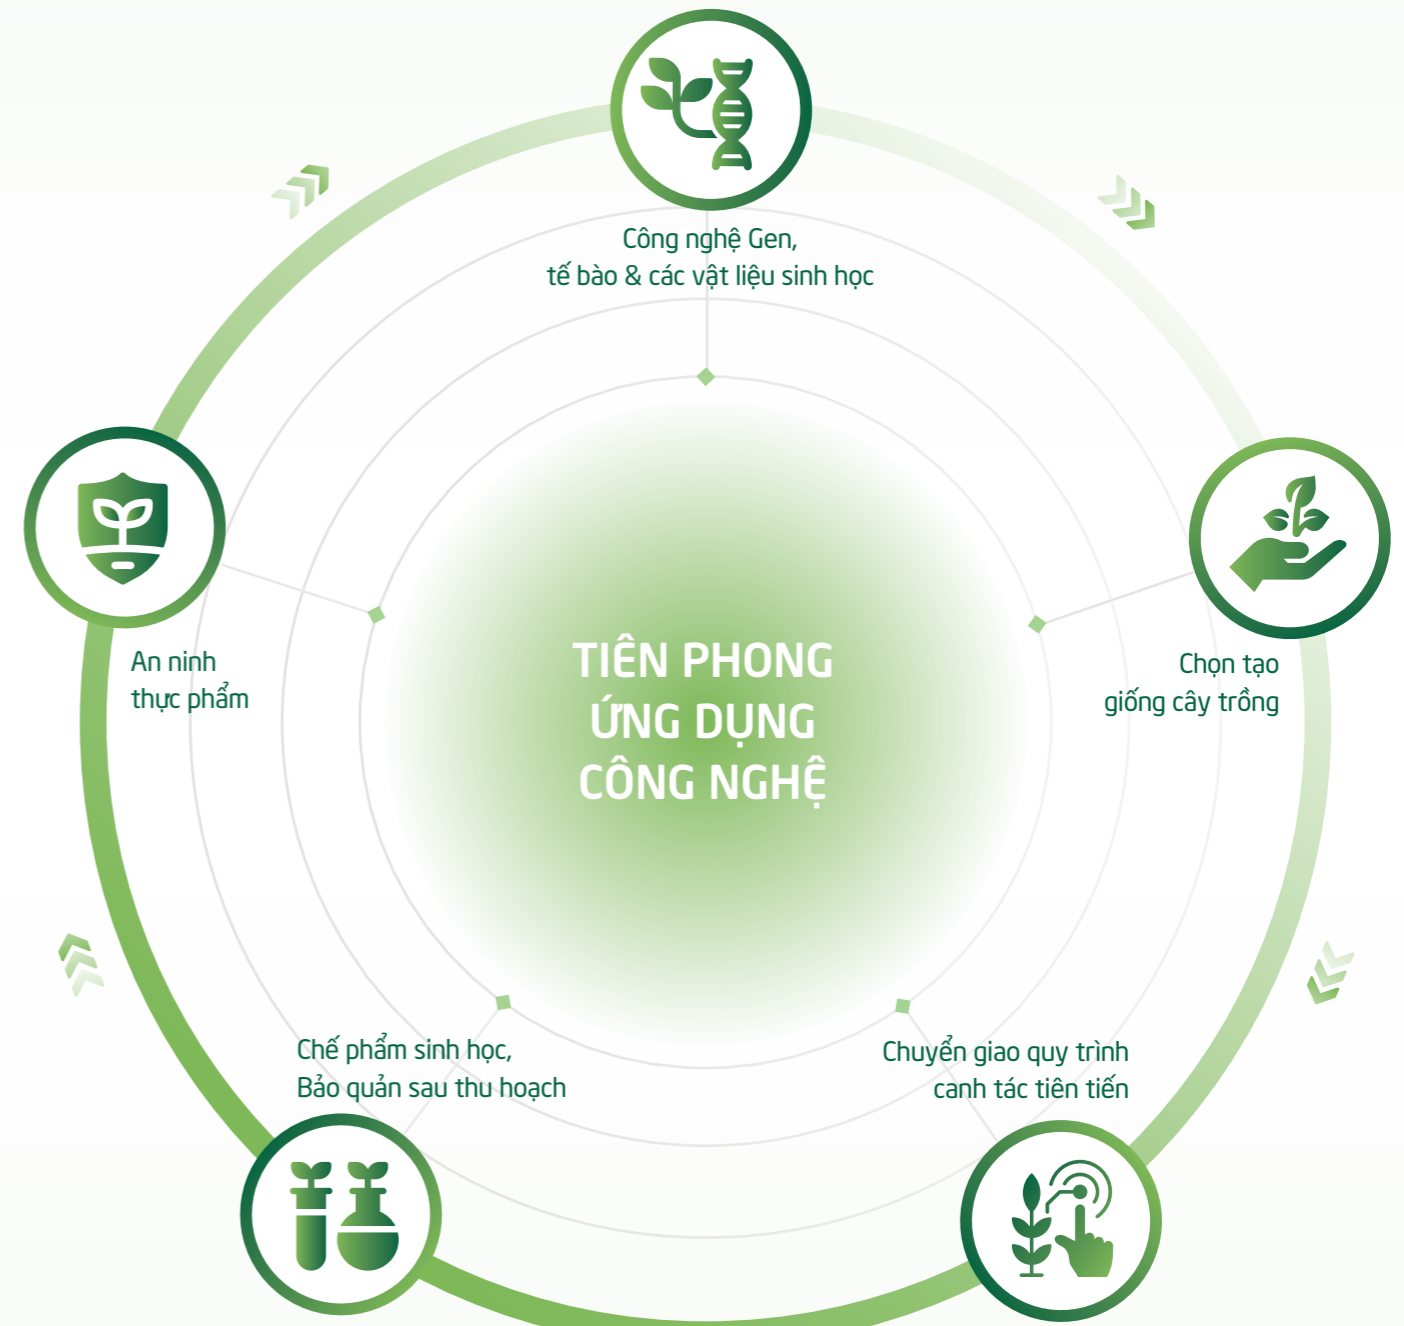 Công nghệ Gen,
tế bào & các vật liệu sinh học
An ninh
thực phẩm
TIÊN PHONG
ỨNG DỤNG
CÔNG NGHỆ
Chọn tạo
giống cây trồng
Chế phẩm sinh học,
Bảo quản sau thu hoạch
Chuyển giao quy trình
canh tác tiên tiến